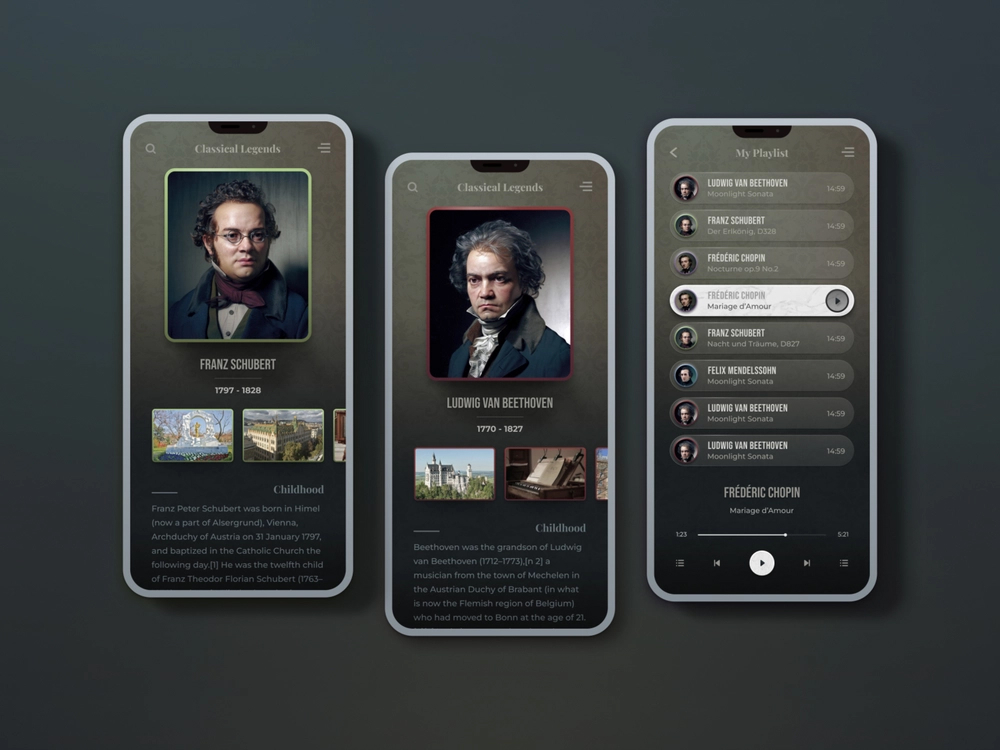 Classical Legends
FRANZ SCHUBERT
1797 - 1828
Childhood
Franz Peter Schubert was born in Himel
(now a part of Alsergrund), Vienna,
Archduchy of Austria on 31 January 1797,
and baptized in the Catholic Church the
following day.[1] He was the twelfth child
of Franz Theodor Florian Schubert (1763–
Classical Legends
LUDWIG VAN BEETHOVEN
1770 - 1827
Childhood
Beethoven was the grandson of Ludwig
van Beethoven (1712–1773),[n 2] a
musician from the town of Mechelen in
the Austrian Duchy of Brabant (in what
is now the Flemish region of Belgium)
who had moved to Bonn at the age of 21.
My Playlist
LUDWIG VAN BEETHOVEN
Moonlight Sonata
14:59
FRANZ SCHUBERT
Der Erlkönig, D328
14:59
FRÉDÉRIC CHOPIN
Nocturne op.9 No.2
14:59
FRÉDÉRIC CHOPIN
Mariage d'Amour
FRANZ SCHUBERT
Nacht und Träume, D827
14:59
FELIX MENDELSSOHN
Moonlight Sonata
14:59
LUDWIG VAN BEETHOVEN
Moonlight Sonata
14:59
LUDWIG VAN BEETHOVEN
Moonlight Sonata
14:59
FRÉDÉRIC CHOPIN
Mariage d'Amour
1:23
5:21